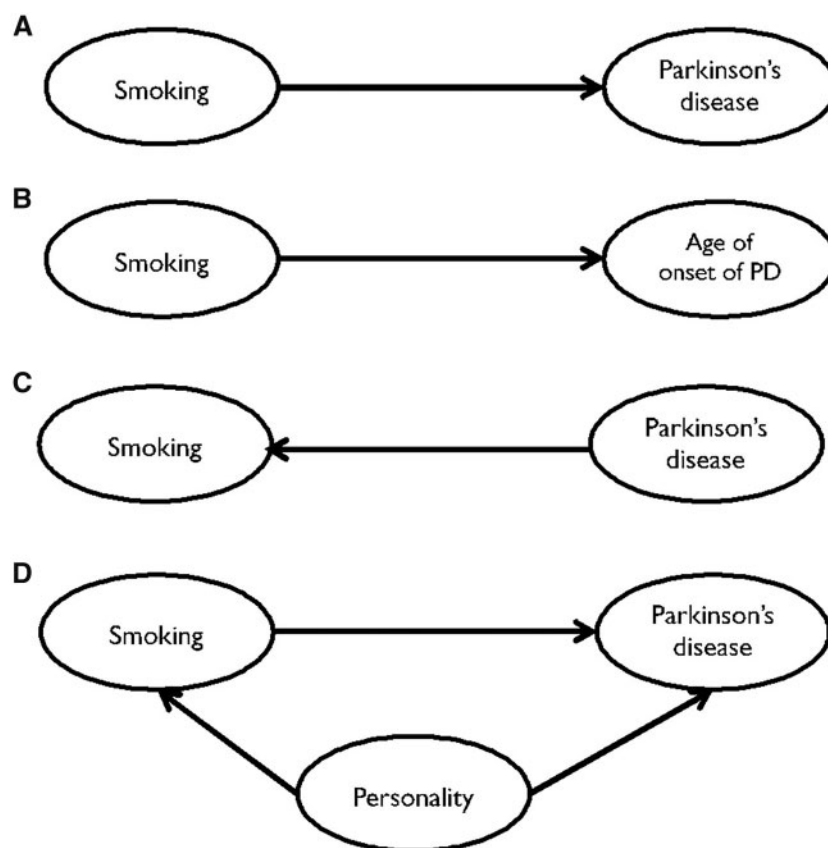 A
Smoking
Parkinson's
disease
B
Smoking
Age of
onset of PD
C
Smoking
Parkinson's
disease
D
Smoking
Parkinson's
disease
Personality